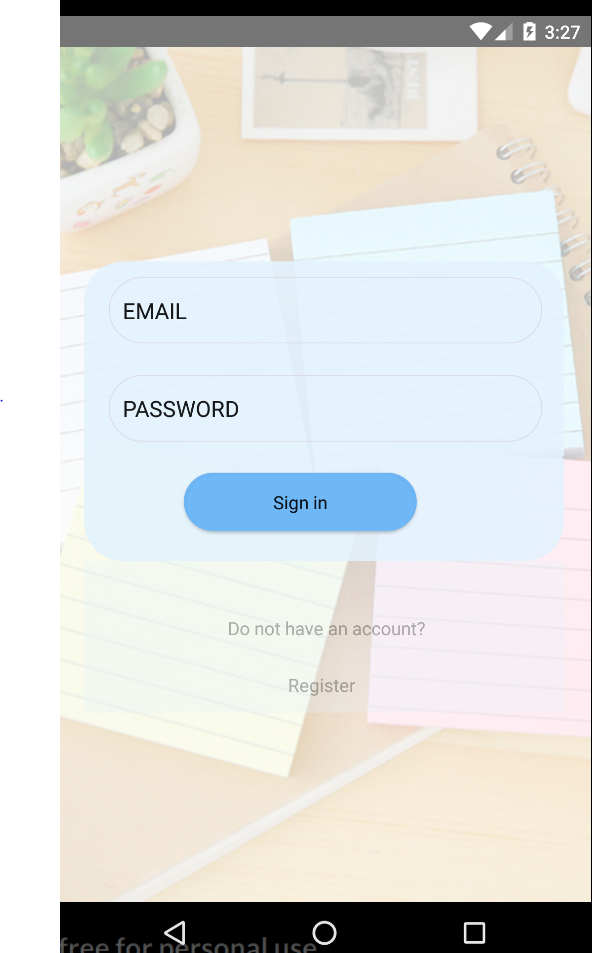 3:27
EMAIL
PASSWORD
Sign in
Do not have an account?
Register
free for personal use